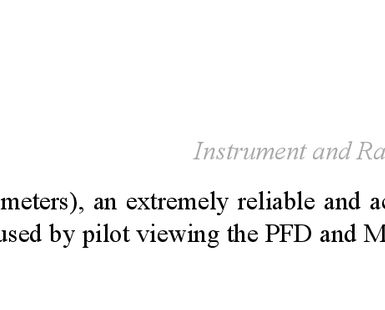 Instrument and Ra
meters), an extremely reliable and ac
used by pilot viewing the PFD and M